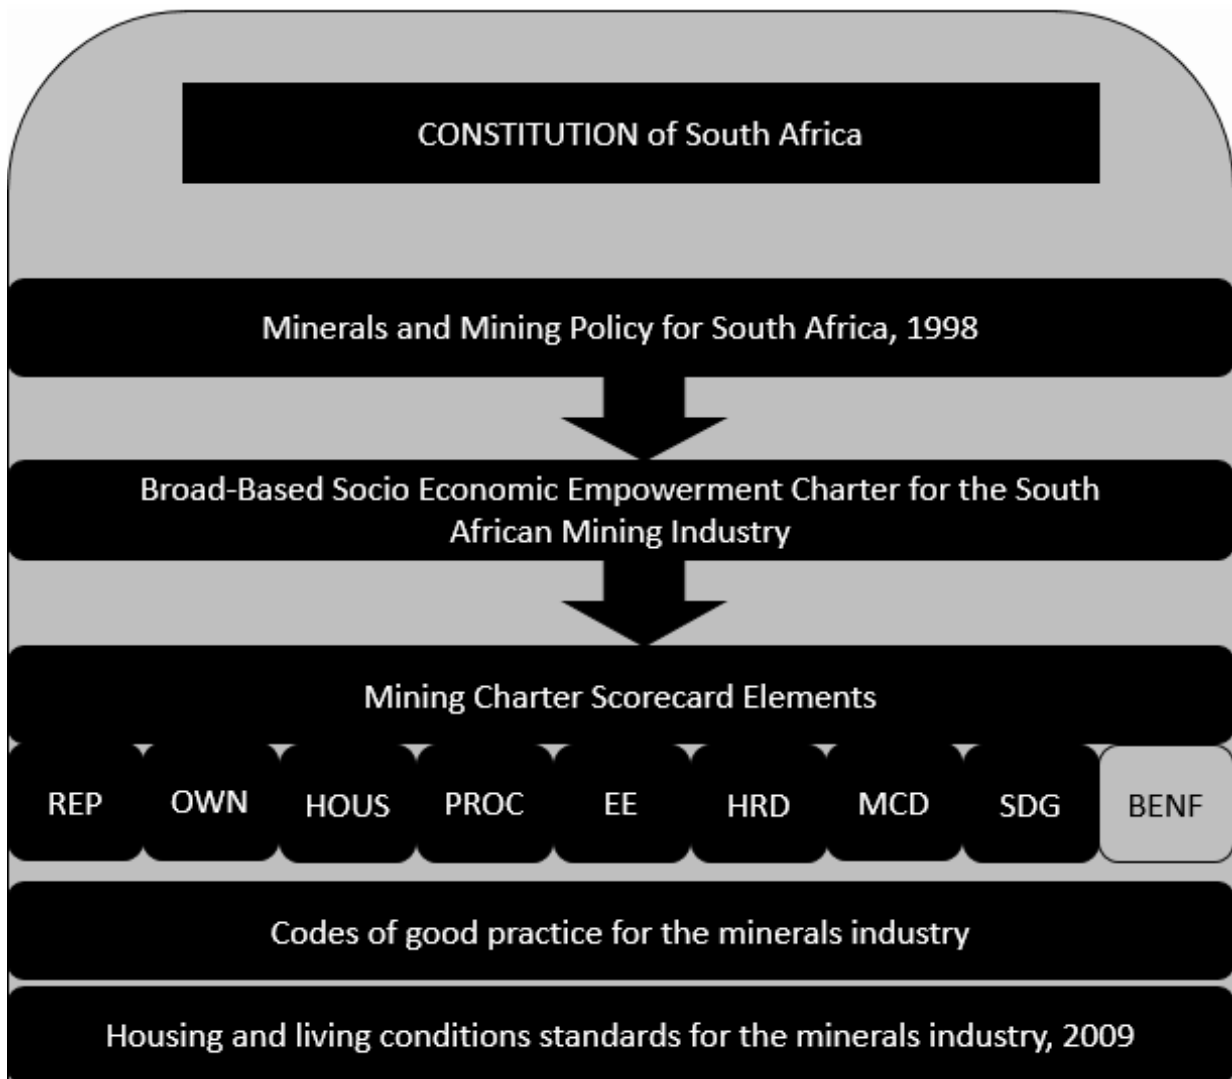 CONSTITUTION of South Africa
Minerals and Mining Policy for South Africa, 1998
Broad-Based Socio Economic Empowerment Charter for the South
African Mining Industry
Mining Charter Scorecard Elements
REP OWN HOUS PROC EE HRD MCD SDG BENF
Codes of good practice for the minerals industry
Housing and living conditions standards for the minerals industry, 2009